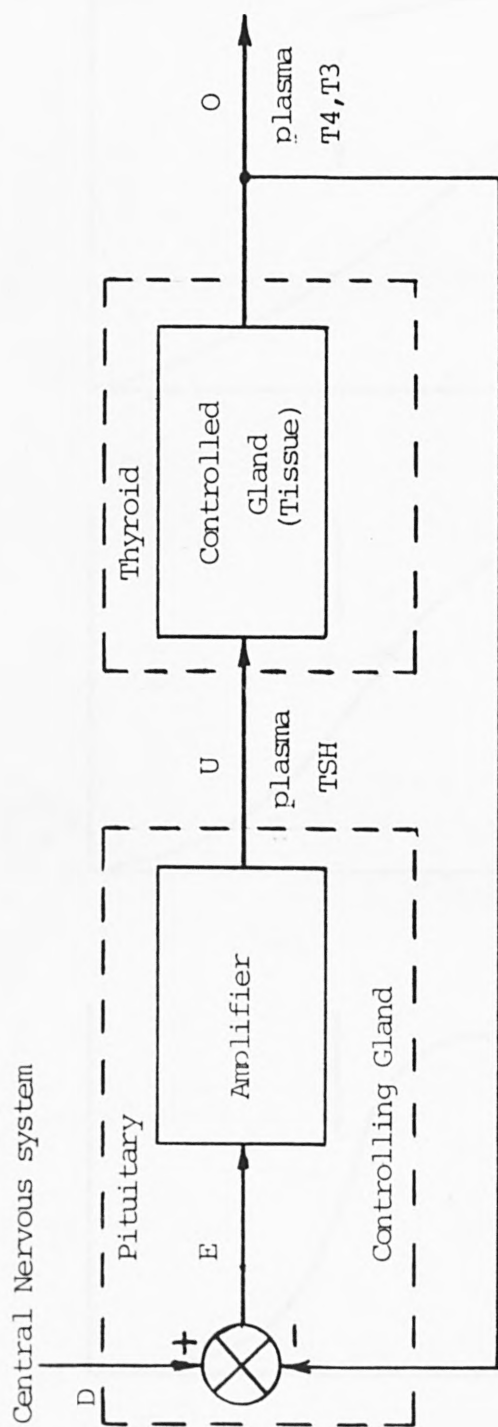 Central Nervous system
D
+
-
Pituitary
E
Amplifier
Controlling Gland
U
plasma
TSH
Thyroid
Controlled
Gland
(Tissue)
O
plasma
T4,T3